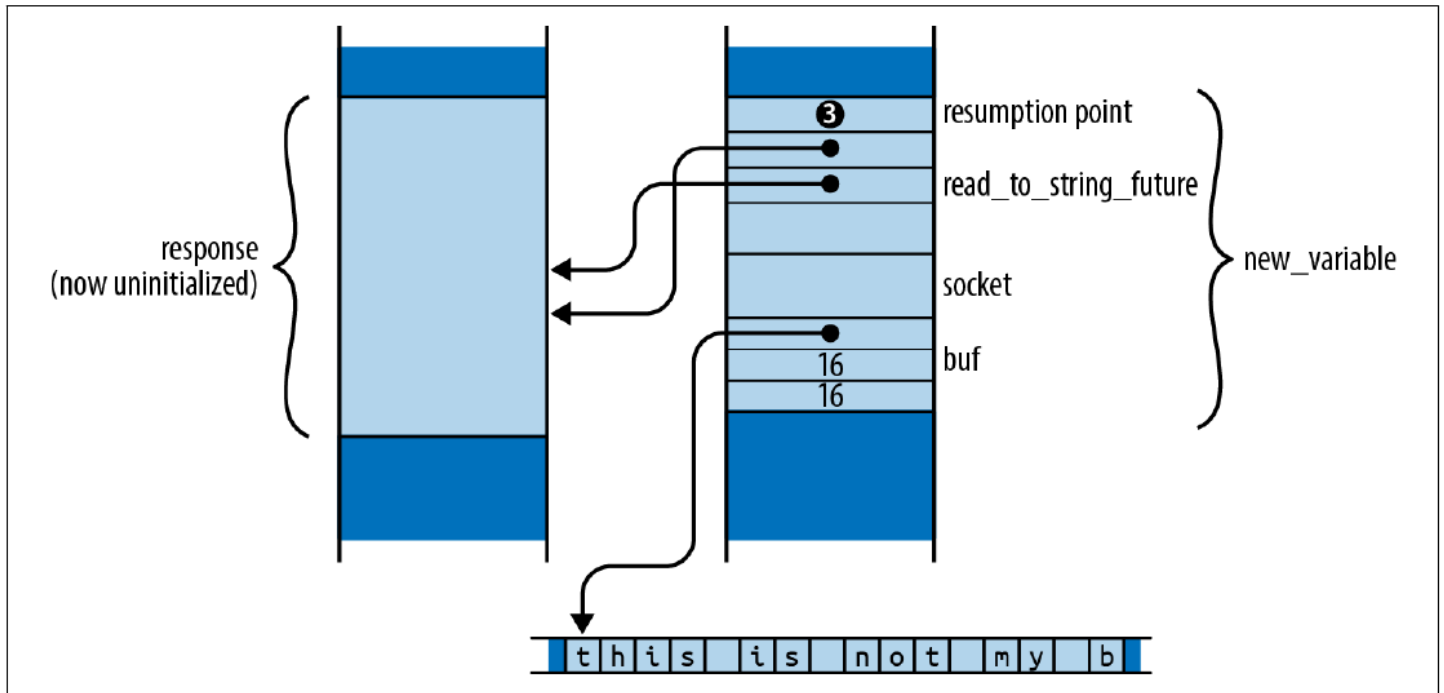 response
(now uninitialized)
3
resumption point
read_to_string_future
socket
buf
16
16
new_variable
this is not my b